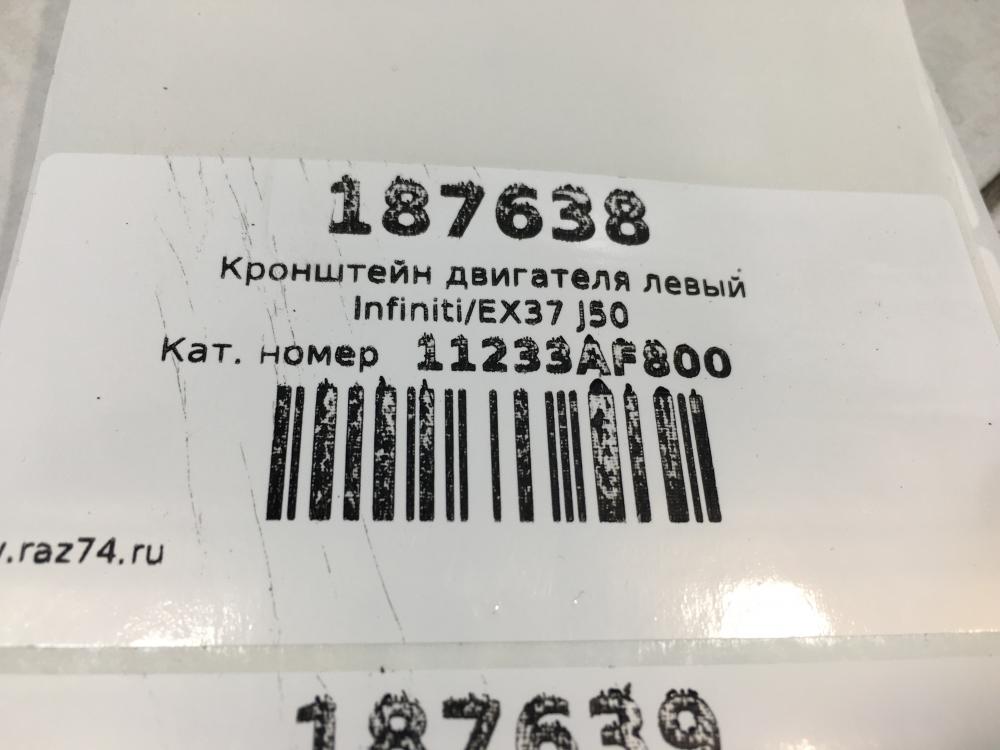 187638
Кронштейн двигателя левый
Infiniti/EX37 J50
Кат. номер 11233AF800
.raz74.ru
187639